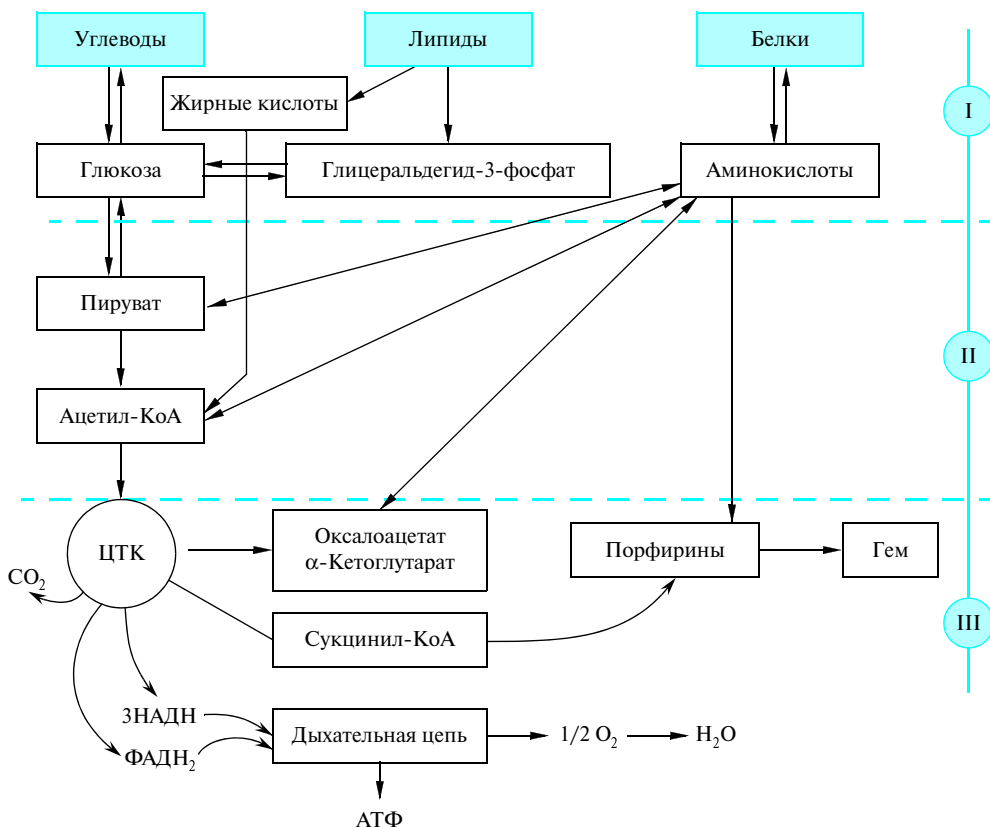 Углеводы
Липиды
Белки
Жирные кислоты
I
Глюкоза
Глицеральдегид-3-фосфат
Аминокислоты
Пируват
II
Ацетил-КоА
ЦТК
Оксалоацетат
α-Кетоглутарат
Порфирины
Гем
CO₂
Сукцинил-КоА
III
3НАДН
ФАДН₂
Дыхательная цепь
1/2 O₂
H₂O
АТФ